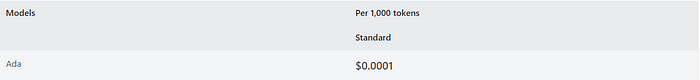 Models
Per 1,000 tokens
Standard
Ada
$0.0001